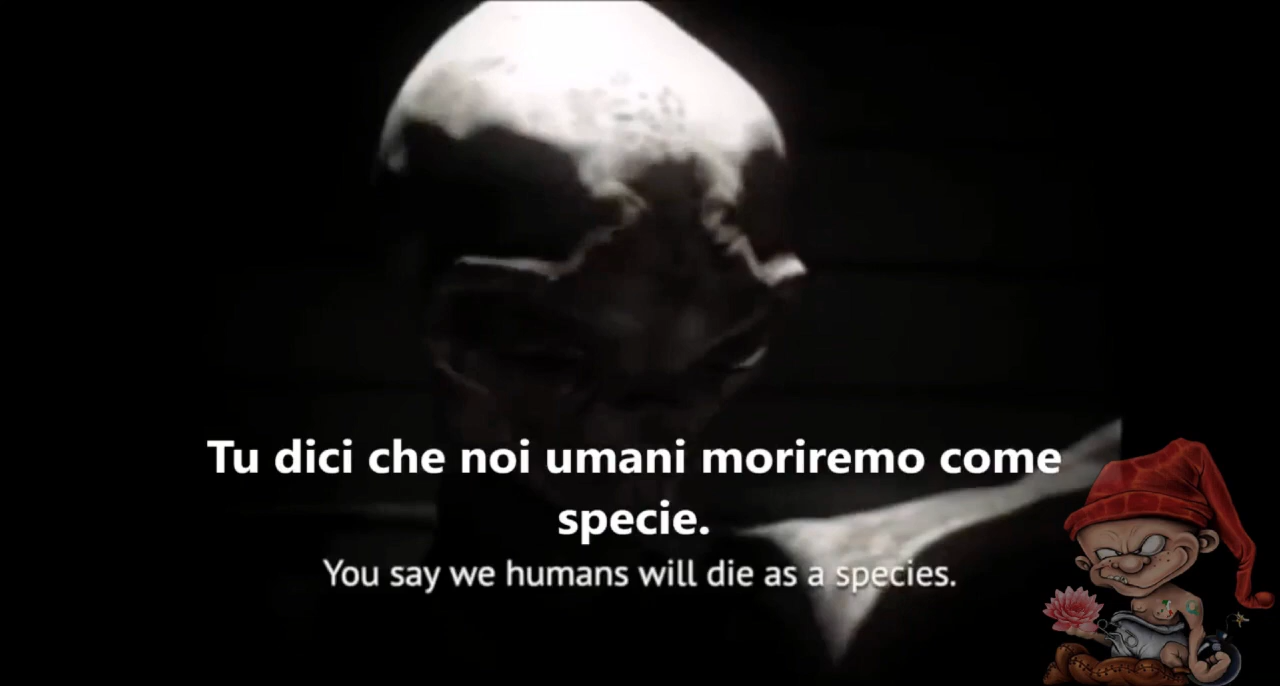 Tu dici che noi umani moriremo come
specie.
You say we humans will die as a species.